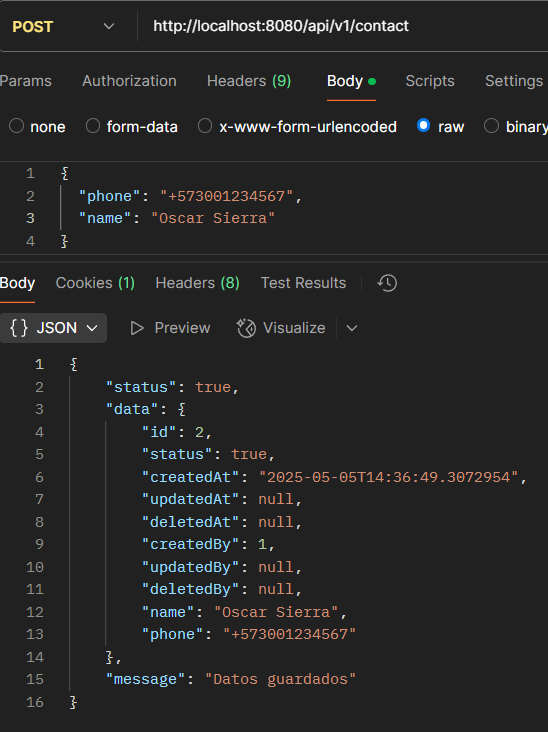 POST http://localhost:8080/api/v1/contact
Params Authorization Headers (9) Body Scripts Settings
none form-data x-www-form-urlencoded raw binary
1 {
2 "phone": "+573001234567",
3 "name": "Oscar Sierra"
4 }
Body Cookies (1) Headers (8) Test Results
{} JSON Preview Visualize
1 {
2 "status": true,
3 "data": {
4 "id": 2,
5 "status": true,
6 "createdAt": "2025-05-05T14:36:49.3072954",
7 "updatedAt": null,
8 "deletedAt": null,
9 "createdBy": 1,
10 "updatedBy": null,
11 "deletedBy": null,
12 "name": "Oscar Sierra",
13 "phone": "+573001234567"
14 },
15 "message": "Datos guardados"
16 }